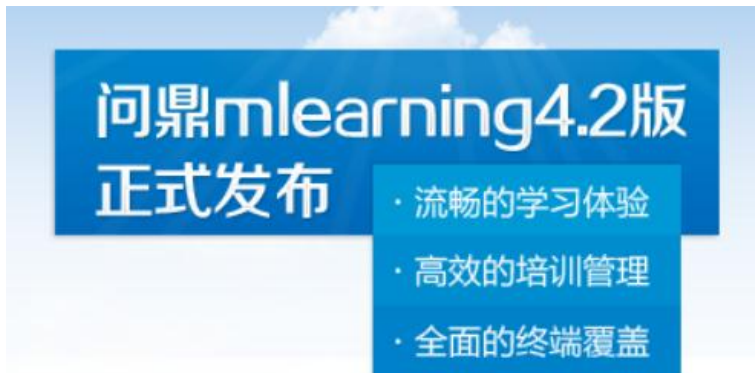 问鼎mlearning4.2版
正式发布
·流畅的学习体验
·高效的培训管理
·全面的终端覆盖